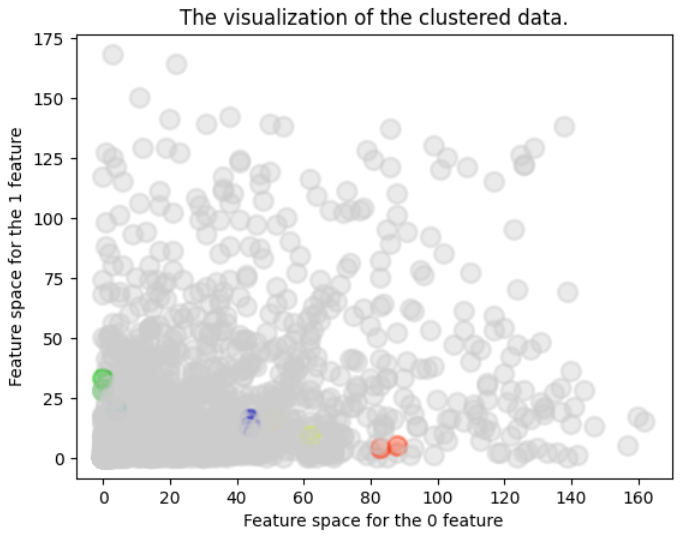 The visualization of the clustered data.
175
150
125
100
75
50
25
0
Feature space for the 1 feature
0 20 40 60 80 100 120 140 160
Feature space for the 0 feature